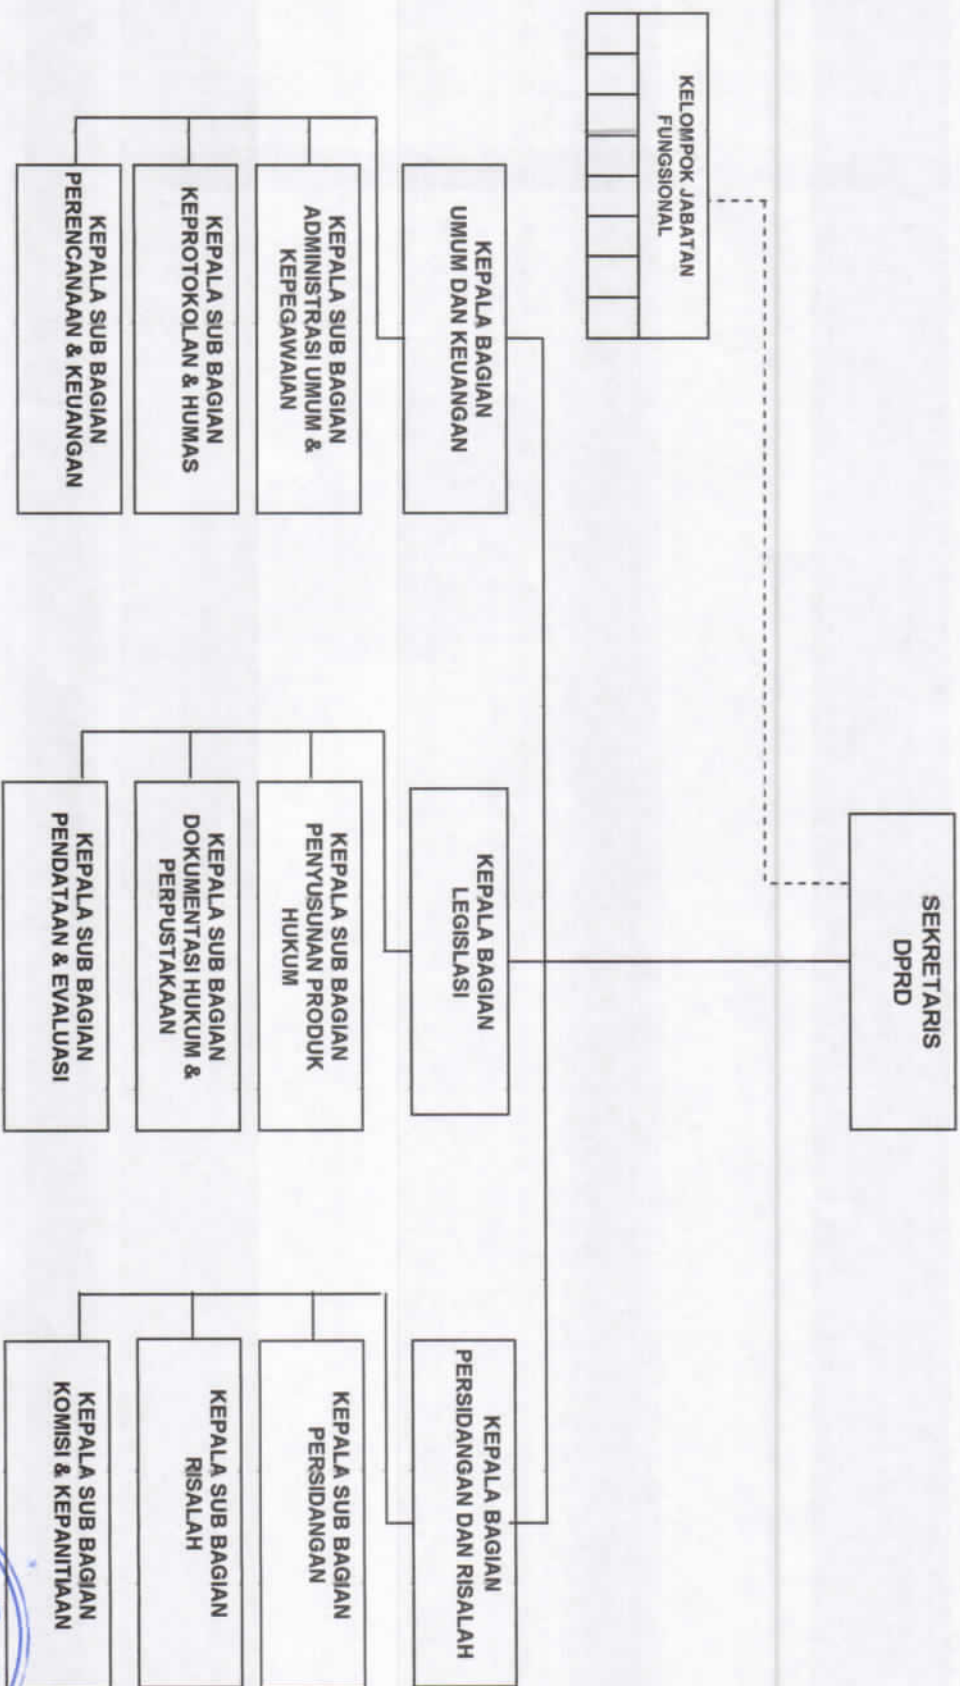 SEKRETARIS
DPRD
KELOMPOK JABATAN
FUNGSIONAL
KEPALA BAGIAN
UMUM DAN KEUANGAN
KEPALA SUB BAGIAN
ADMINISTRASI UMUM &
KEPEGAWAIAN
KEPALA SUB BAGIAN
KEPROTOKOLAN & HUMAS
KEPALA SUB BAGIAN
PERENCANAAN & KEUANGAN
KEPALA BAGIAN
LEGISLASI
KEPALA SUB BAGIAN
PENYUSUNAN PRODUK
HUKUM
KEPALA SUB BAGIAN
DOKUMENTASI HUKUM &
PERPUSTAKAAN
KEPALA SUB BAGIAN
PENDATAAN & EVALUASI
KEPALA BAGIAN
PERSIDANGAN DAN RISALAH
KEPALA SUB BAGIAN
PERSIDANGAN
KEPALA SUB BAGIAN
RISALAH
KEPALA SUB BAGIAN
KOMISI & KEPANITIAAN